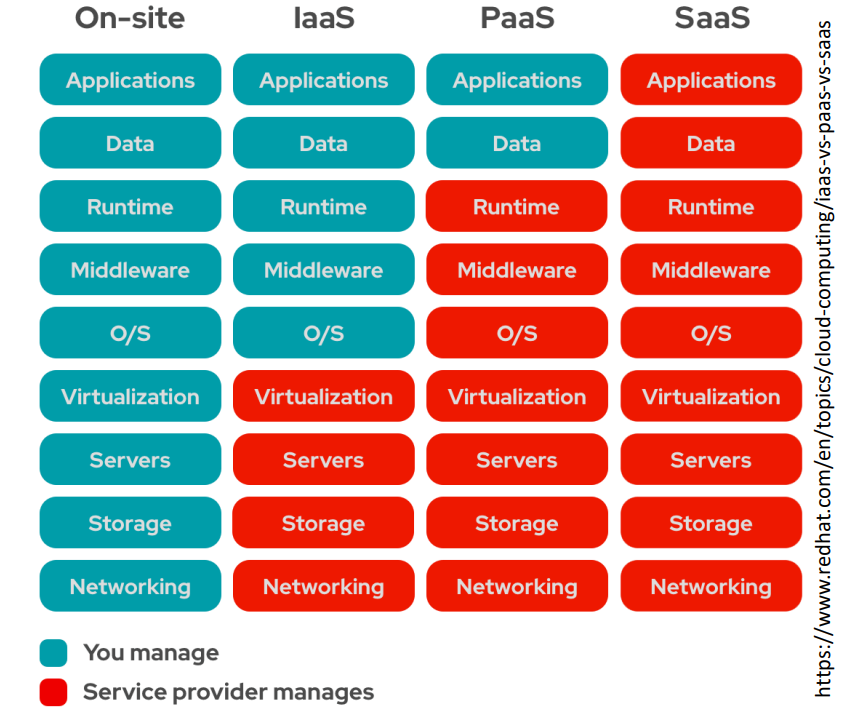 On-site IaaS PaaS SaaS
Applications Applications Applications Applications
Data Data Data Data
Runtime Runtime Runtime Runtime
Middleware Middleware Middleware Middleware
O/S O/S O/S O/S
Virtualization Virtualization Virtualization Virtualization
Servers Servers Servers Servers
Storage Storage Storage Storage
Networking Networking Networking Networking
You manage
Service provider manages
https://www.redhat.com/en/topics/cloud-computing/iaas-vs-paas-vs-saas